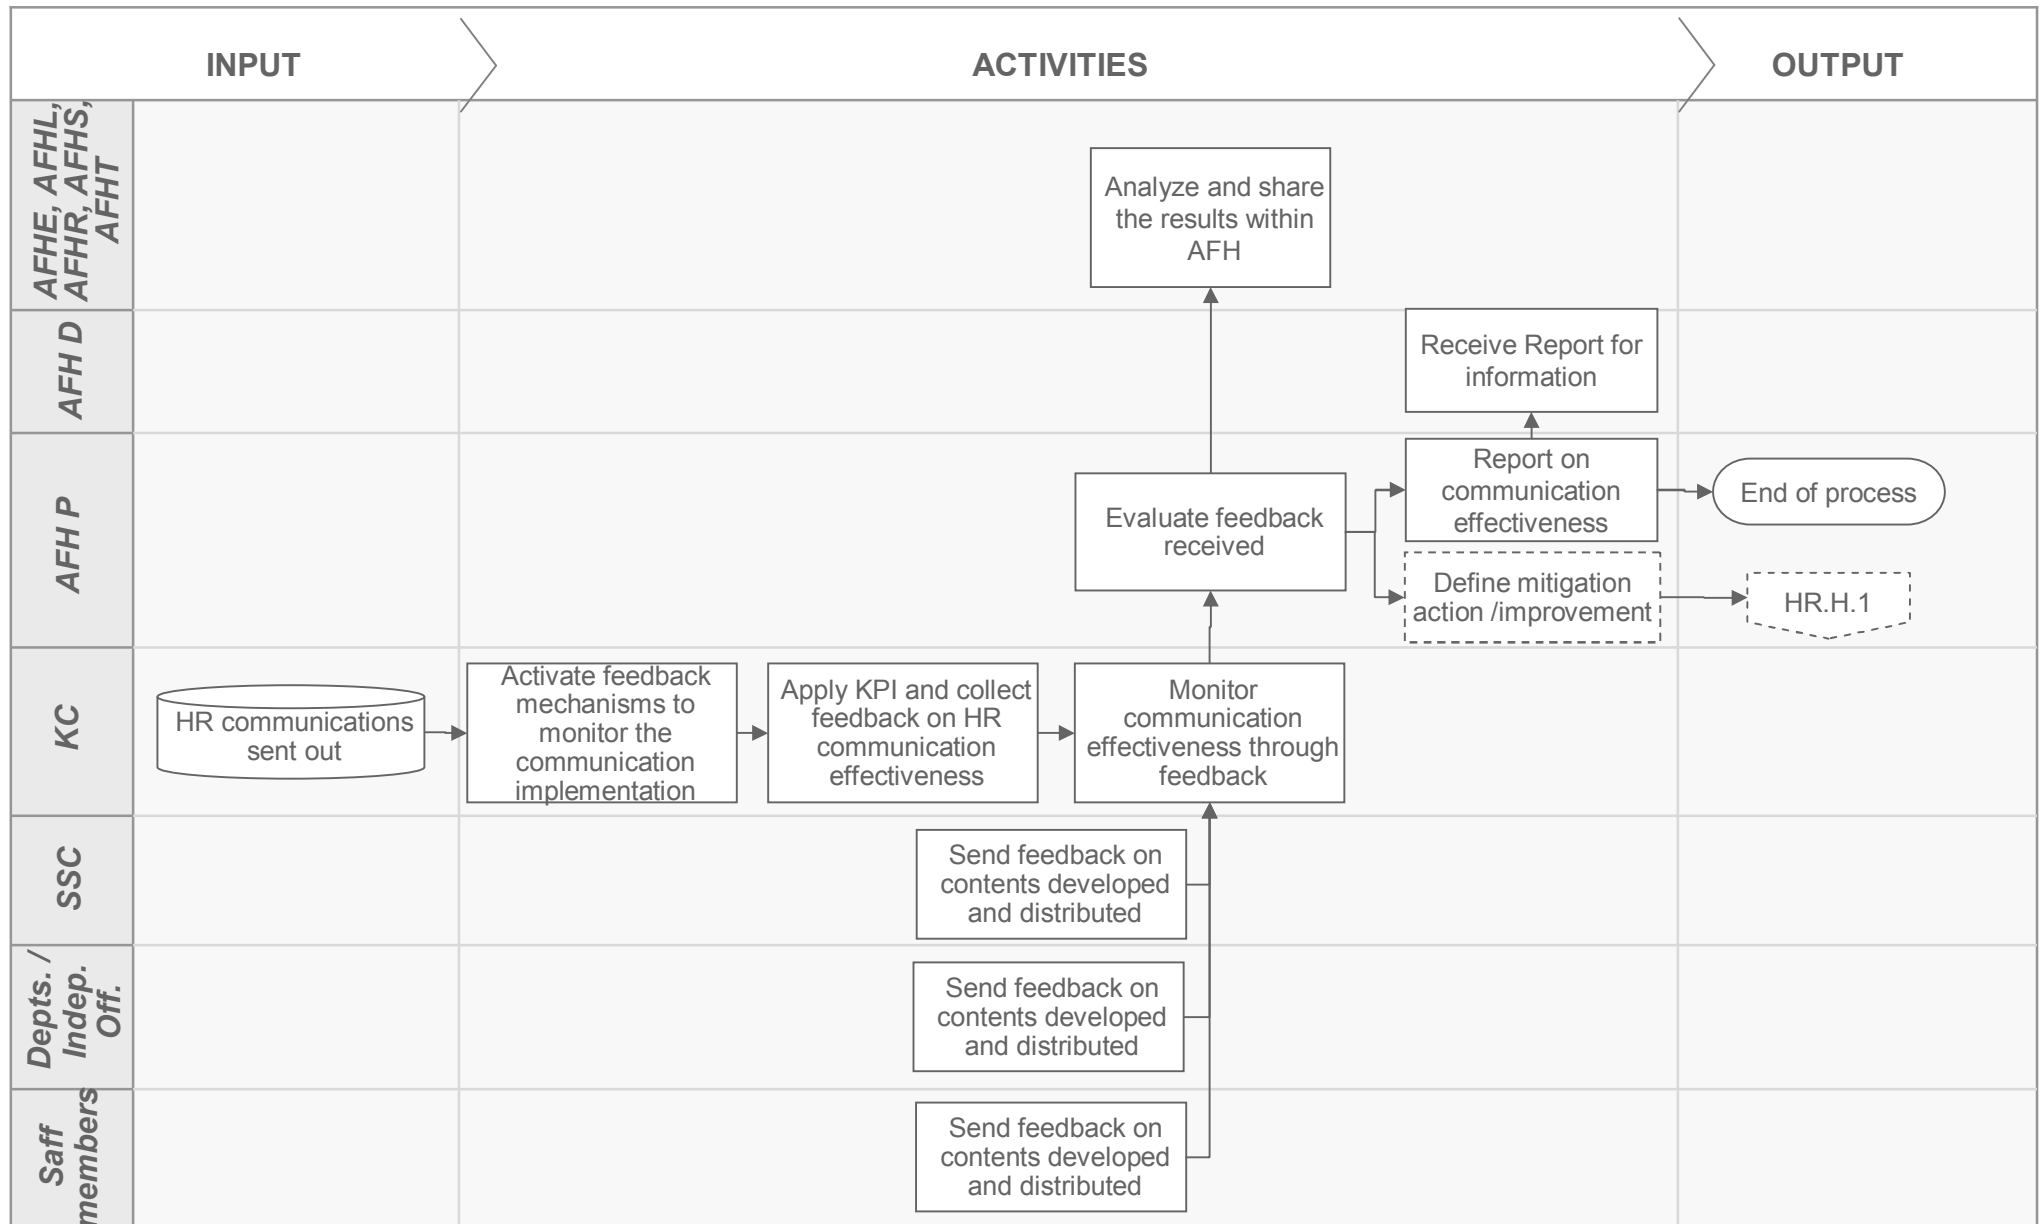 INPUT
ACTIVITIES
OUTPUT
AFHE, AFHL,
AFHR, AFHS,
AFHT
Analyze and share
the results within
AFH
AFH D
Receive Report for
information
AFH P
Evaluate feedback
received
Report on
communication
effectiveness
End of process
Define mitigation
action /improvement
HR.H.1
KC
HR communications
sent out
Activate feedback
mechanisms to
monitor the
communication
implementation
Apply KPI and collect
feedback on HR
communication
effectiveness
Monitor
communication
effectiveness through
feedback
SSC
Send feedback on
contents developed
and distributed
Depts. /
Indep.
Off.
Send feedback on
contents developed
and distributed
Saff
members
Send feedback on
contents developed
and distributed